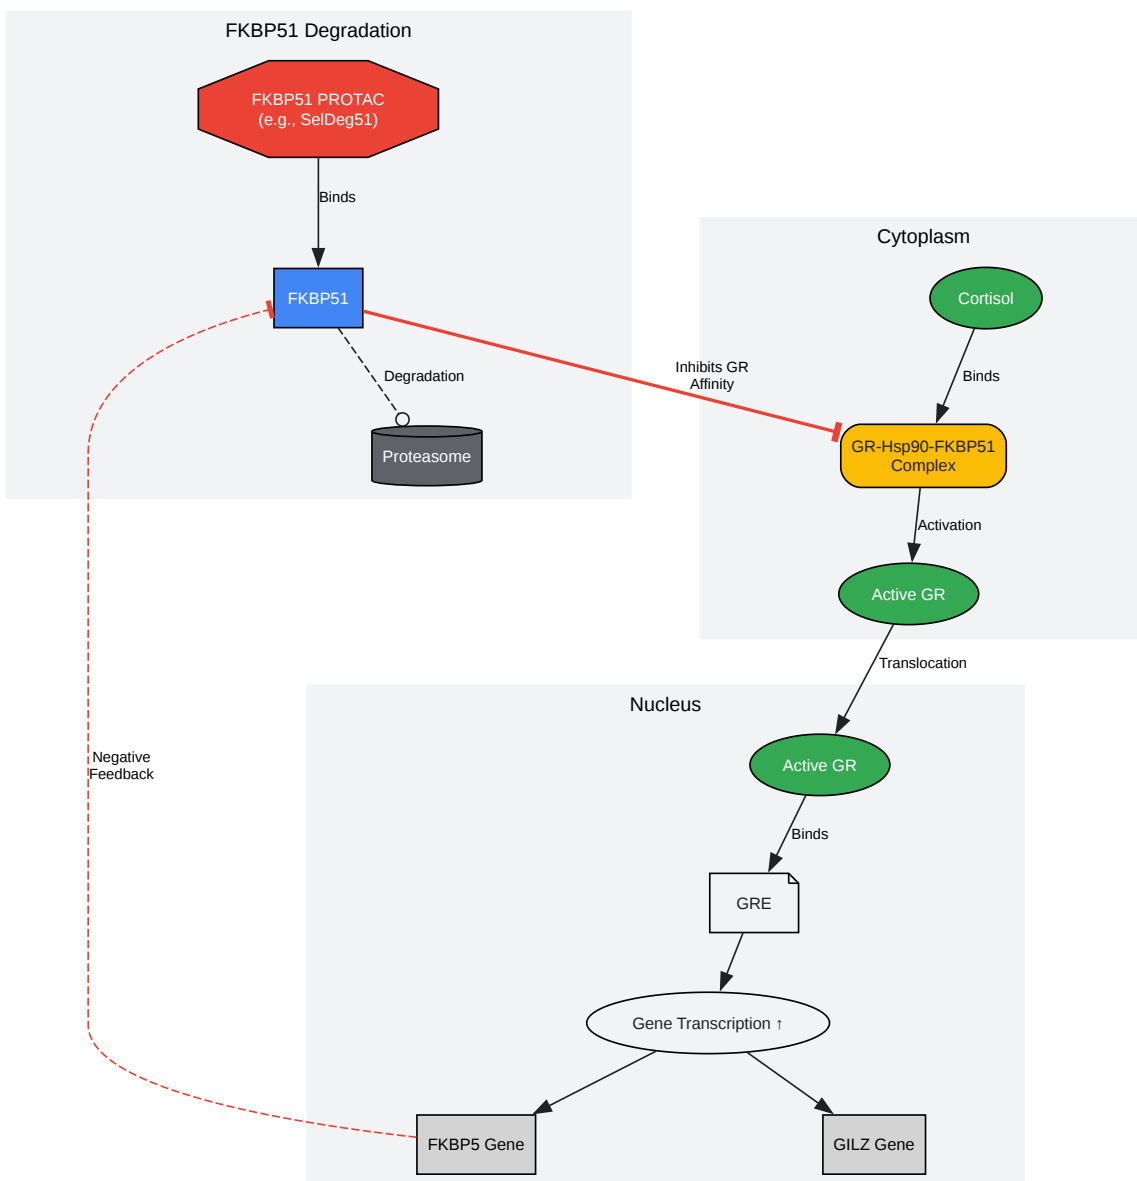 FKBP51 Degradation
FKBP51 PROTAC
(e.g., SelDeg51)
Binds
FKBP51
Degradation
Proteasome
Inhibits GR
Affinity
Cytoplasm
Cortisol
Binds
GR-Hsp90-FKBP51
Complex
Activation
Active GR
Translocation
Nucleus
Active GR
Binds
GRE
Gene Transcription ↑
FKBP5 Gene
GILZ Gene
Negative
Feedback